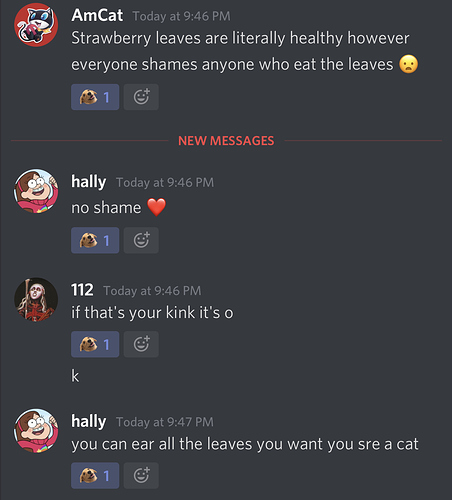 AmCat Today at 9:46 PM
Strawberry leaves are literally healthy however
everyone shames anyone who eat the leaves 😦
1
NEW MESSAGES
hally Today at 9:46 PM
no shame ❤️
1
112 Today at 9:46 PM
if that's your kink it's o
1
k
hally Today at 9:47 PM
you can ear all the leaves you want you sre a cat
1